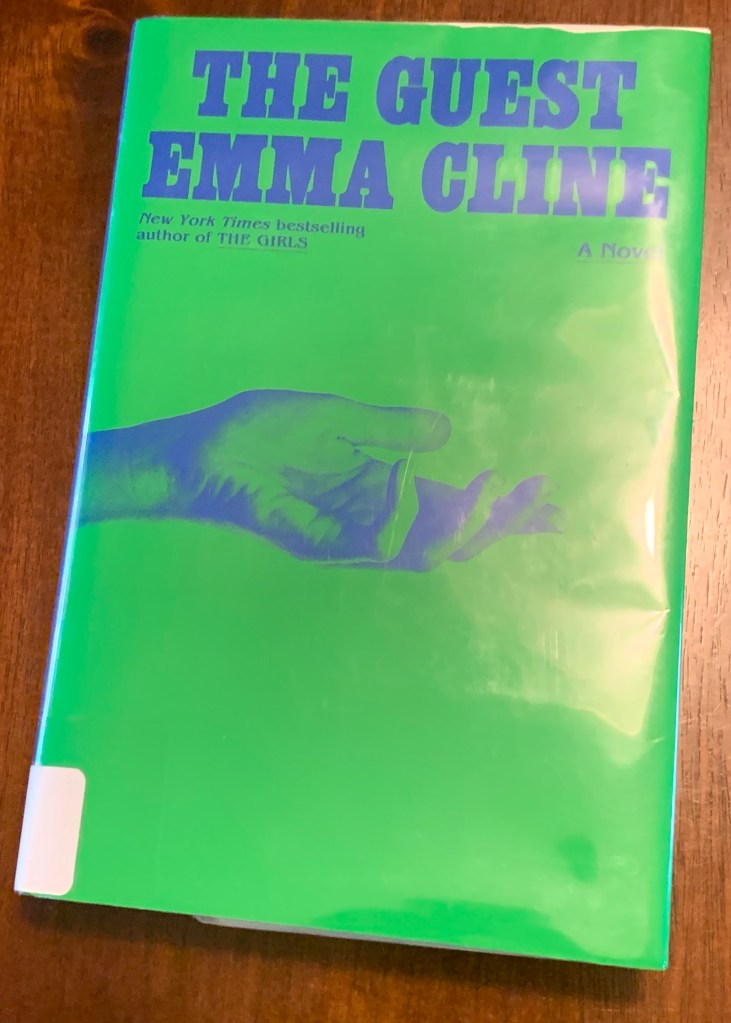 THE GUEST
EMMA CLINE
New York Times bestselling
author of THE GIRLS
A Novel